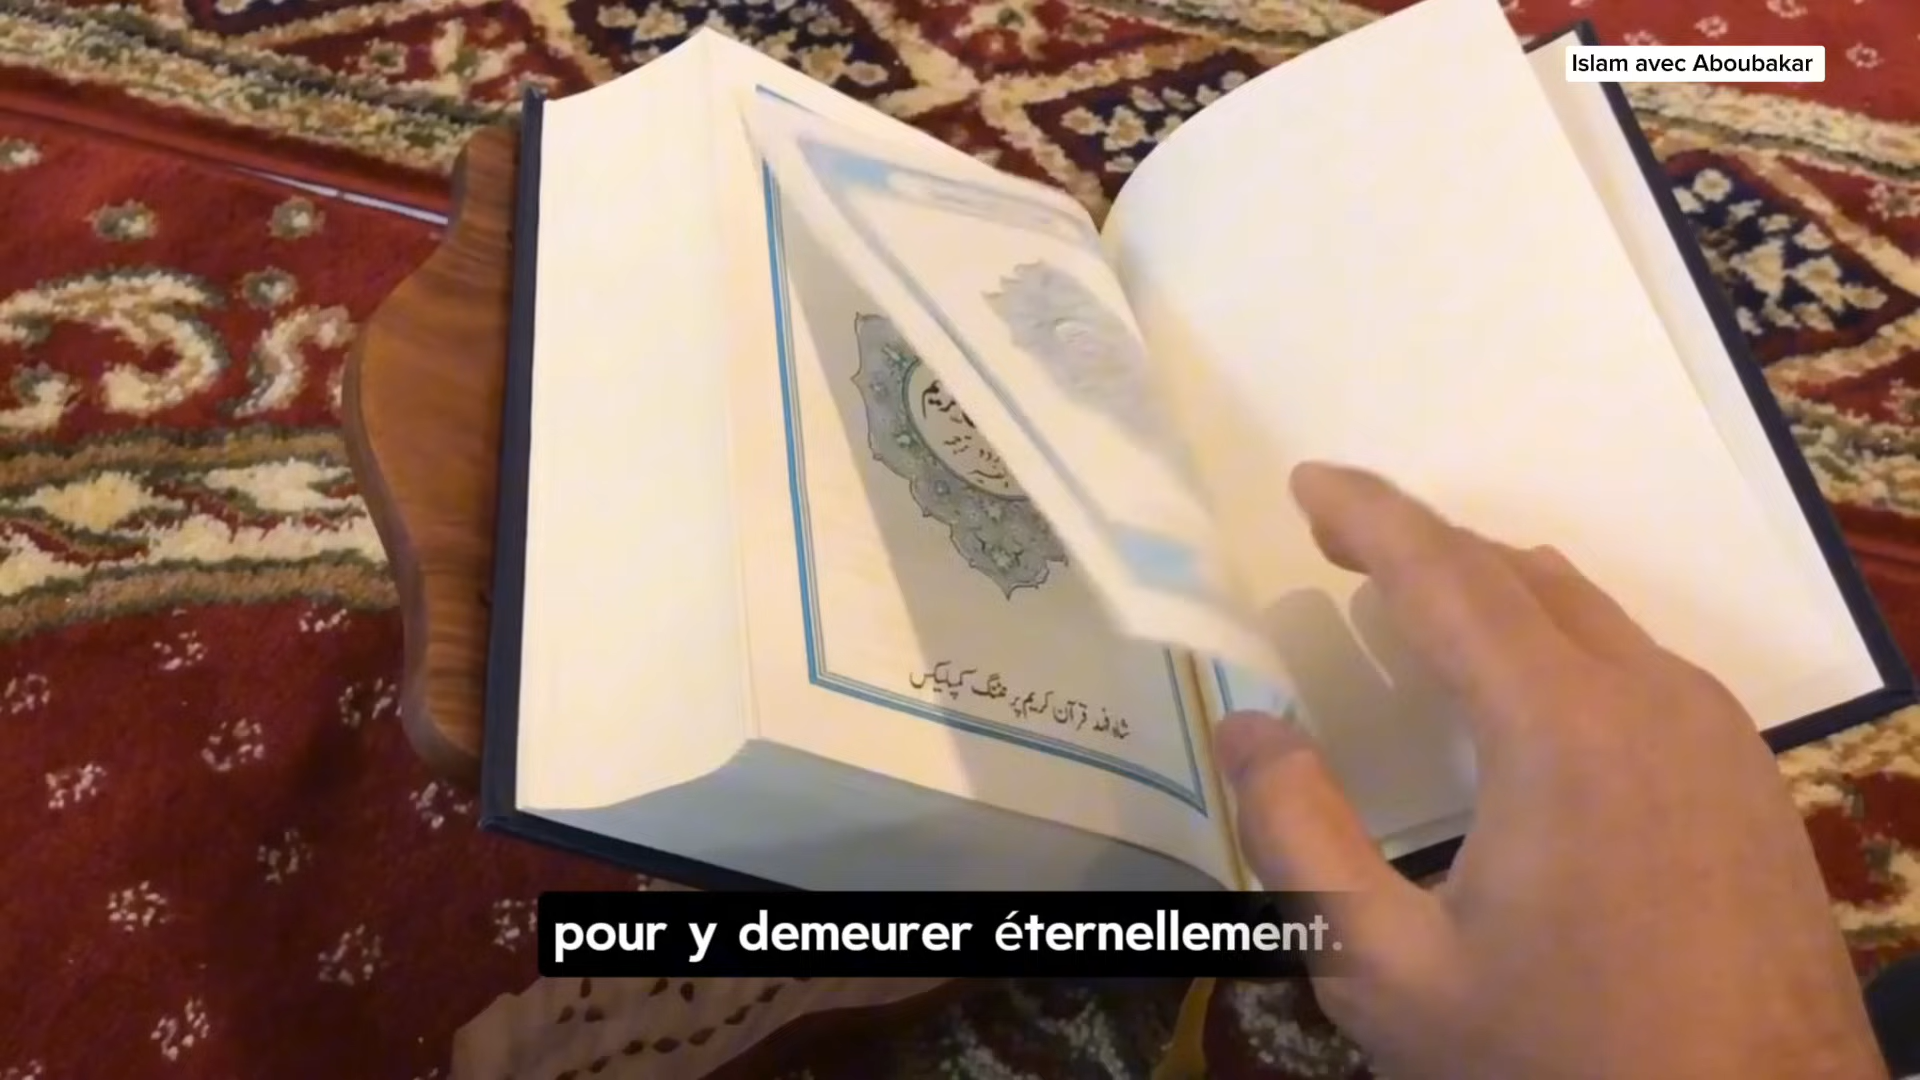 Islam avec Aboubakar
شاہ فہد قرآن کریم پرنٹنگ کمپلیکس
pour y demeurer éternellement.